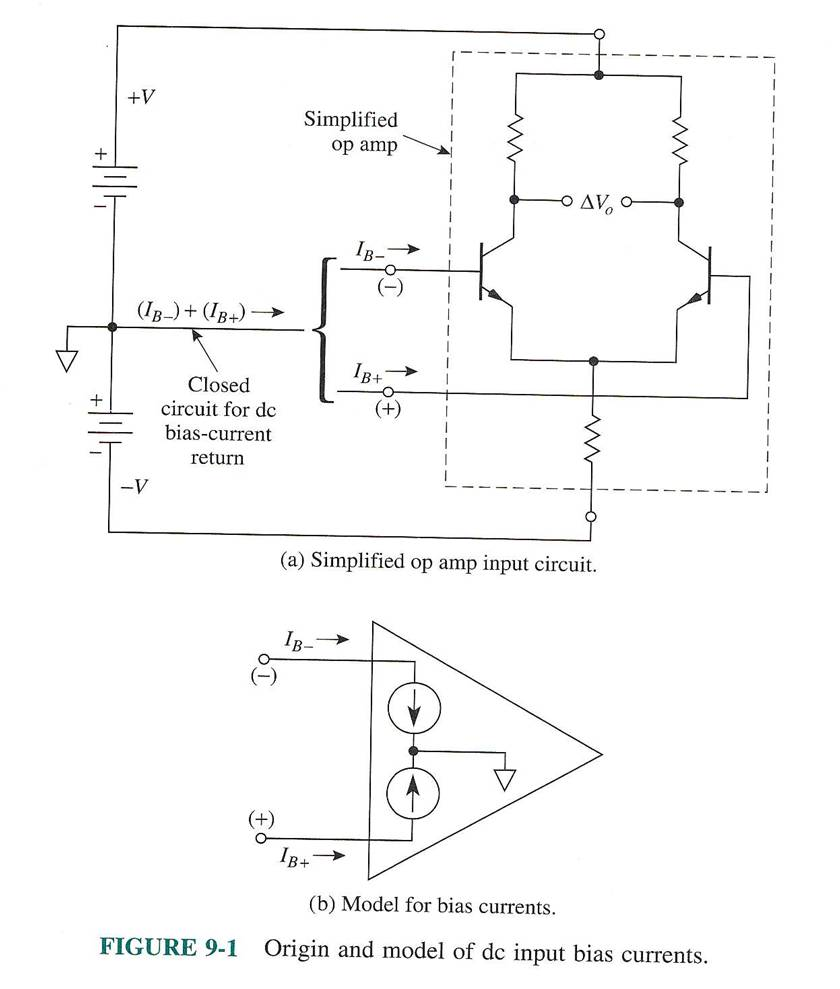 +V
+
−
Simplified
op amp
ΔVo
IB−
(−)
(IB−) + (IB+)
IB+
(+)
Closed
circuit for dc
bias-current
return
+
−
−V
(a) Simplified op amp input circuit.
IB−
(−)
(+)
IB+
(b) Model for bias currents.
FIGURE 9-1 Origin and model of dc input bias currents.